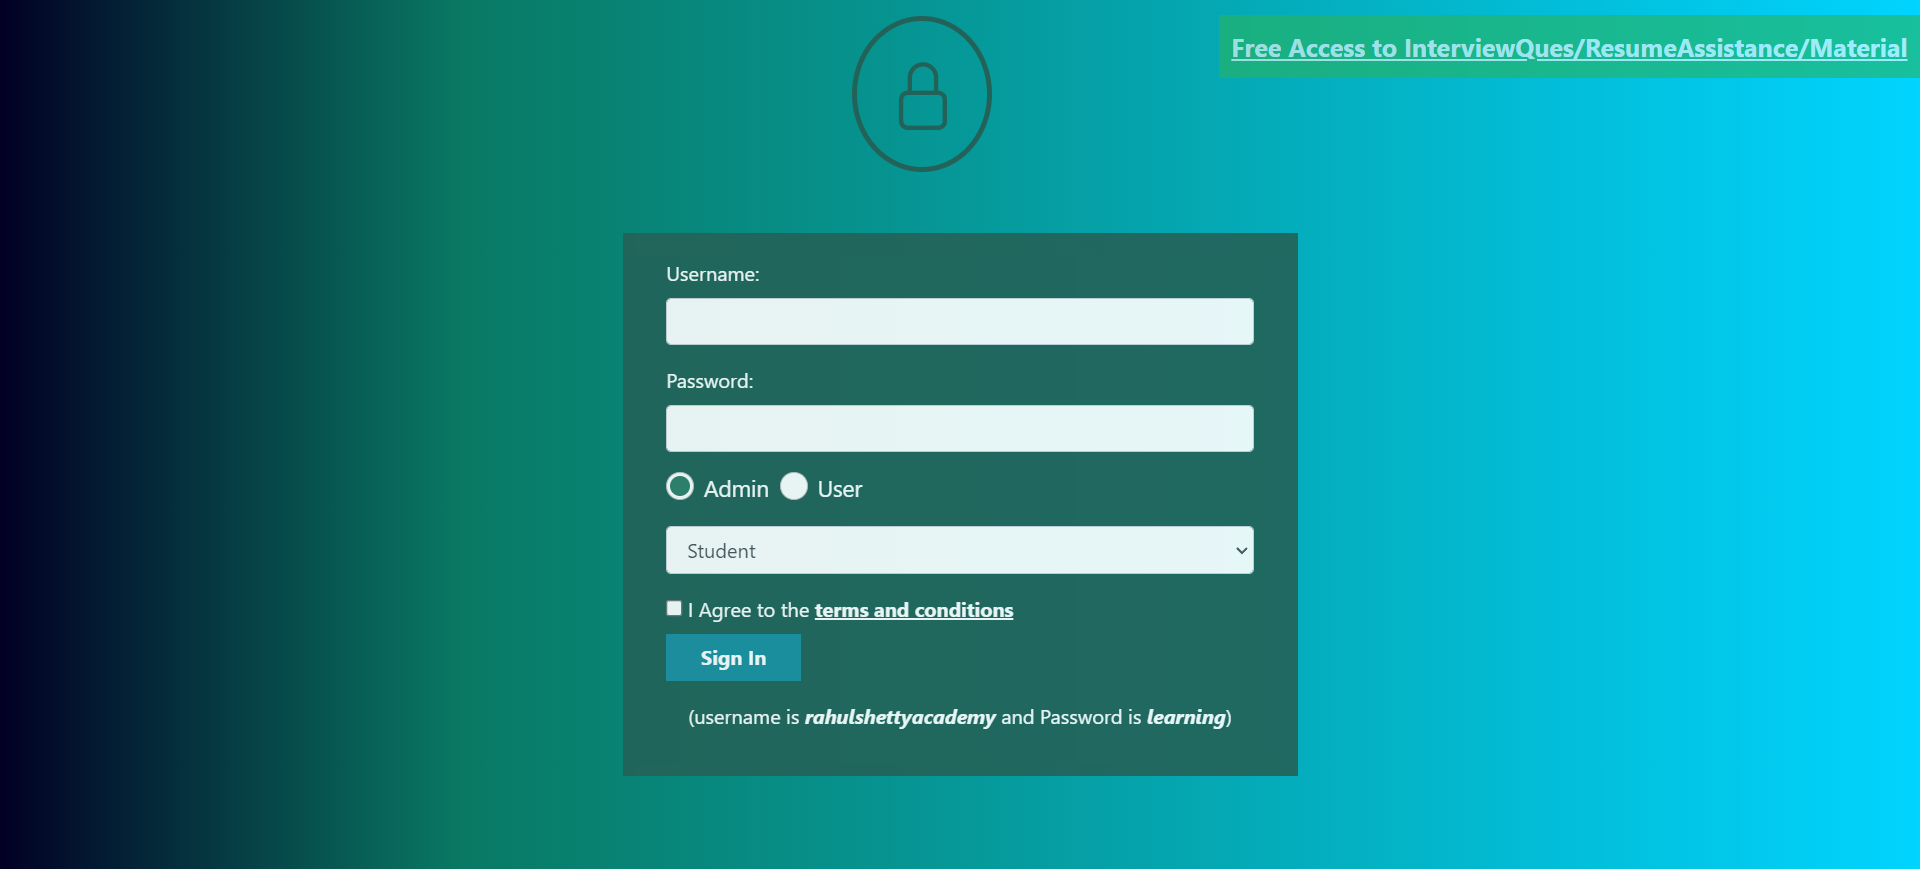 Free Access to InterviewQues/ResumeAssistance/Material
Username:
Password:
Admin User
Student
I Agree to the terms and conditions
Sign In
(username is rahulshettyacademy and Password is learning)